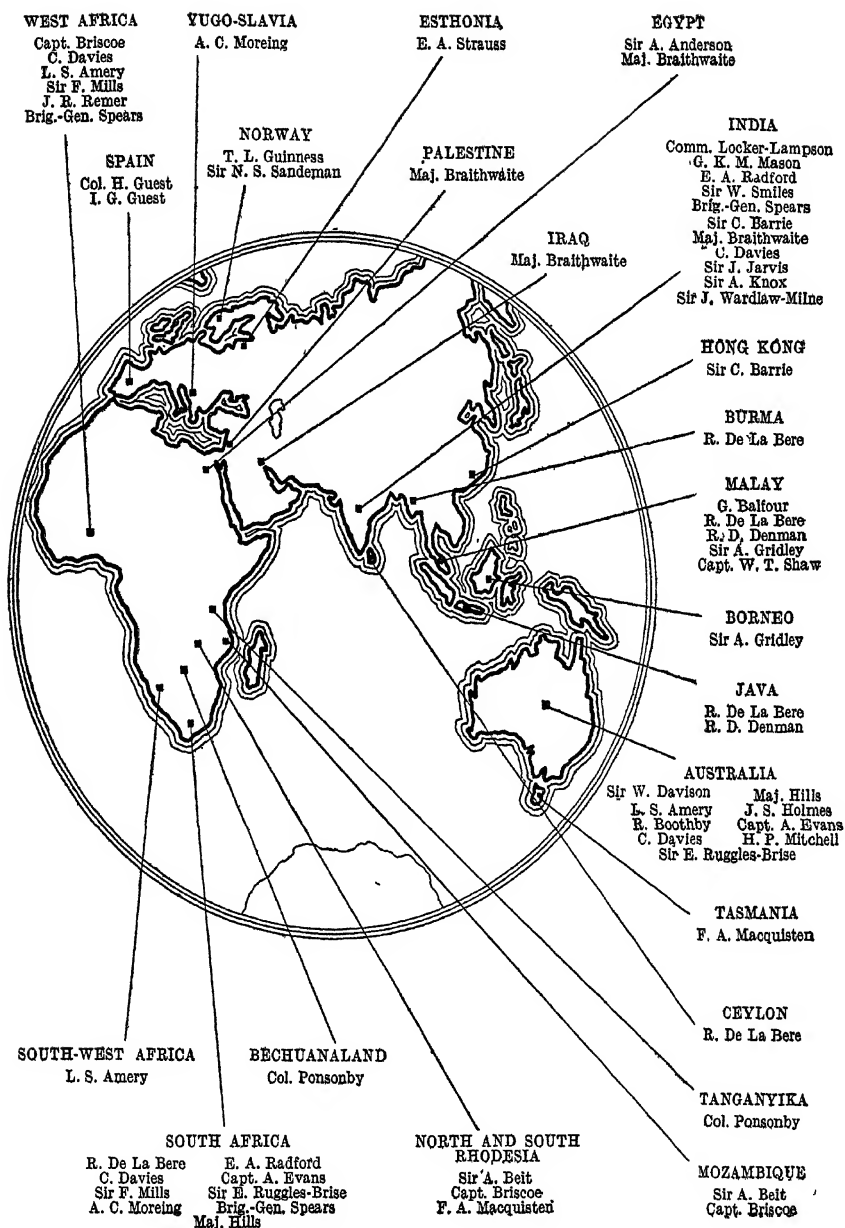 WEST AFRICA
Capt. Briscoe
C. Davies
L. S. Amery
Sir F. Mills
J. R. Remer
Brig.-Gen. Spears
YUGO-SLAVIA
A. C. Moreing
ESTHONIA
E. A. Strauss
EGYPT
Sir A. Anderson
Maj. Braithwaite
SPAIN
Col. H. Guest
I. G. Guest
NORWAY
T. L. Guinness
Sir N. S. Sandeman
PALESTINE
Maj. Braithwaite
IRAQ
Maj. Braithwaite
INDIA
Comm. Locker-Lampson
G. K. M. Mason
E. A. Radford
Sir W. Smiles
Brig.-Gen. Spears
Sir C. Barrie
Maj. Braithwaite
C. Davies
Sir J. Jarvis
Sir A. Knox
Sir J. Wardlaw-Milne
HONG KONG
Sir C. Barrie
BURMA
R. De La Bere
MALAY
G. Balfour
R. De La Bere
R. D. Denman
Sir A. Gridley
Capt. W. T. Shaw
BORNEO
Sir A. Gridley
JAVA
R. De La Bere
R. D. Denman
AUSTRALIA
Sir W. Davison
L. S. Amery
R. Boothby
C. Davies
Maj. Hills
J. S. Holmes
Capt. A. Evans
H. P. Mitchell
Sir E. Ruggles-Brise
TASMANIA
F. A. Macquisten
CEYLON
R. De La Bere
TANGANYIKA
Col. Ponsonby
MOZAMBIQUE
Sir A. Beit
Capt. Briscoe
SOUTH-WEST AFRICA
L. S. Amery
BECHUANALAND
Col. Ponsonby
SOUTH AFRICA
R. De La Bere
C. Davies
Sir F. Mills
A. C. Moreing
E. A. Radford
Capt. A. Evans
Sir E. Ruggles-Brise
Brig.-Gen. Spears
Maj. Hills
NORTH AND SOUTH
RHODESIA
Sir A. Beit
Capt. Briscoe
F. A. Macquisten